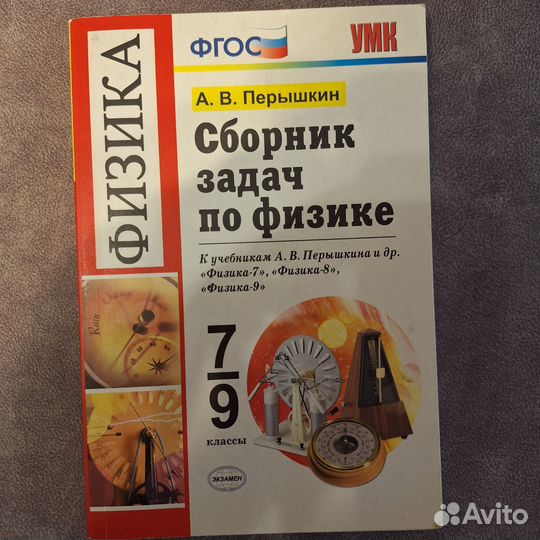 ФИЗИКА
ФГОС
УМК
А. В. Перышкин
Сборник
задач
по физике
К учебникам А. В. Перышкина и др.
«Физика-7», «Физика-8»,
«Физика-9»
7
9
классы
ЭКЗАМЕН
Avito